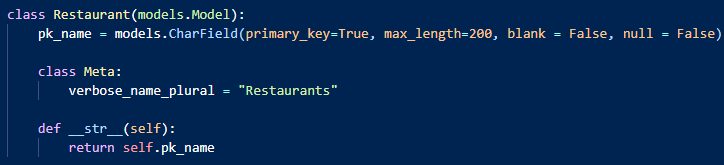 class Restaurant(models.Model):
    pk_name = models.CharField(primary_key=True, max_length=200, blank = False, null = False)
    class Meta:
        verbose_name_plural = "Restaurants"
    def __str__(self):
        return self.pk_name